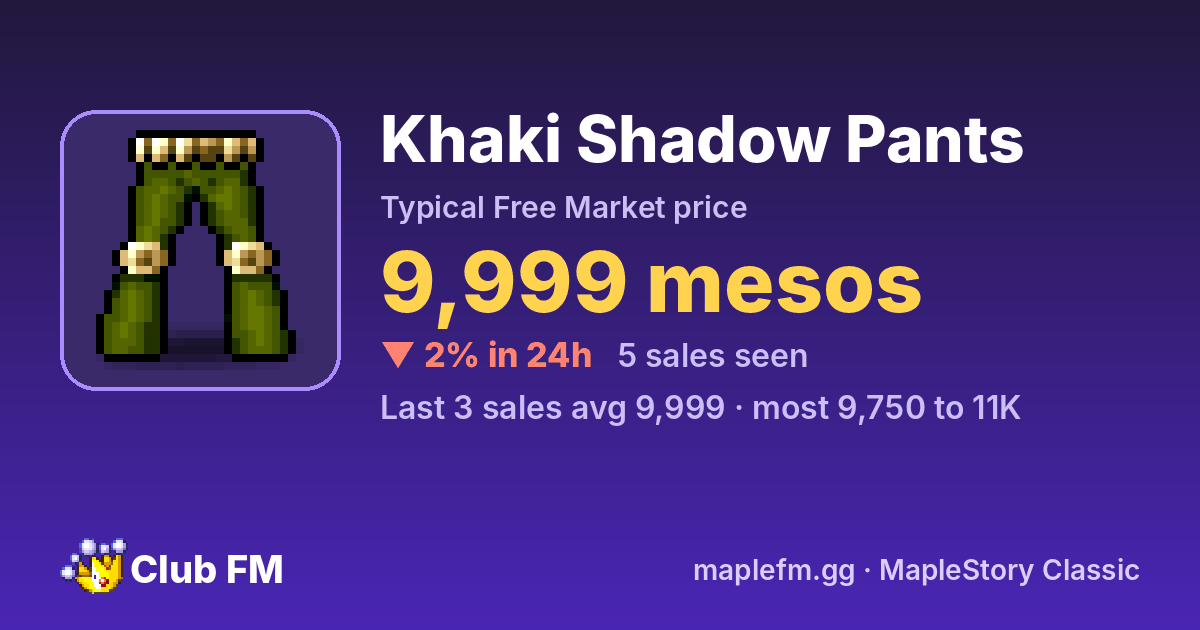 Khaki Shadow Pants
Typical Free Market price
9,999 mesos
▼ 2% in 24h 5 sales seen
Last 3 sales avg 9,999 · most 9,750 to 11K
Club FM
maplefm.gg · MapleStory Classic